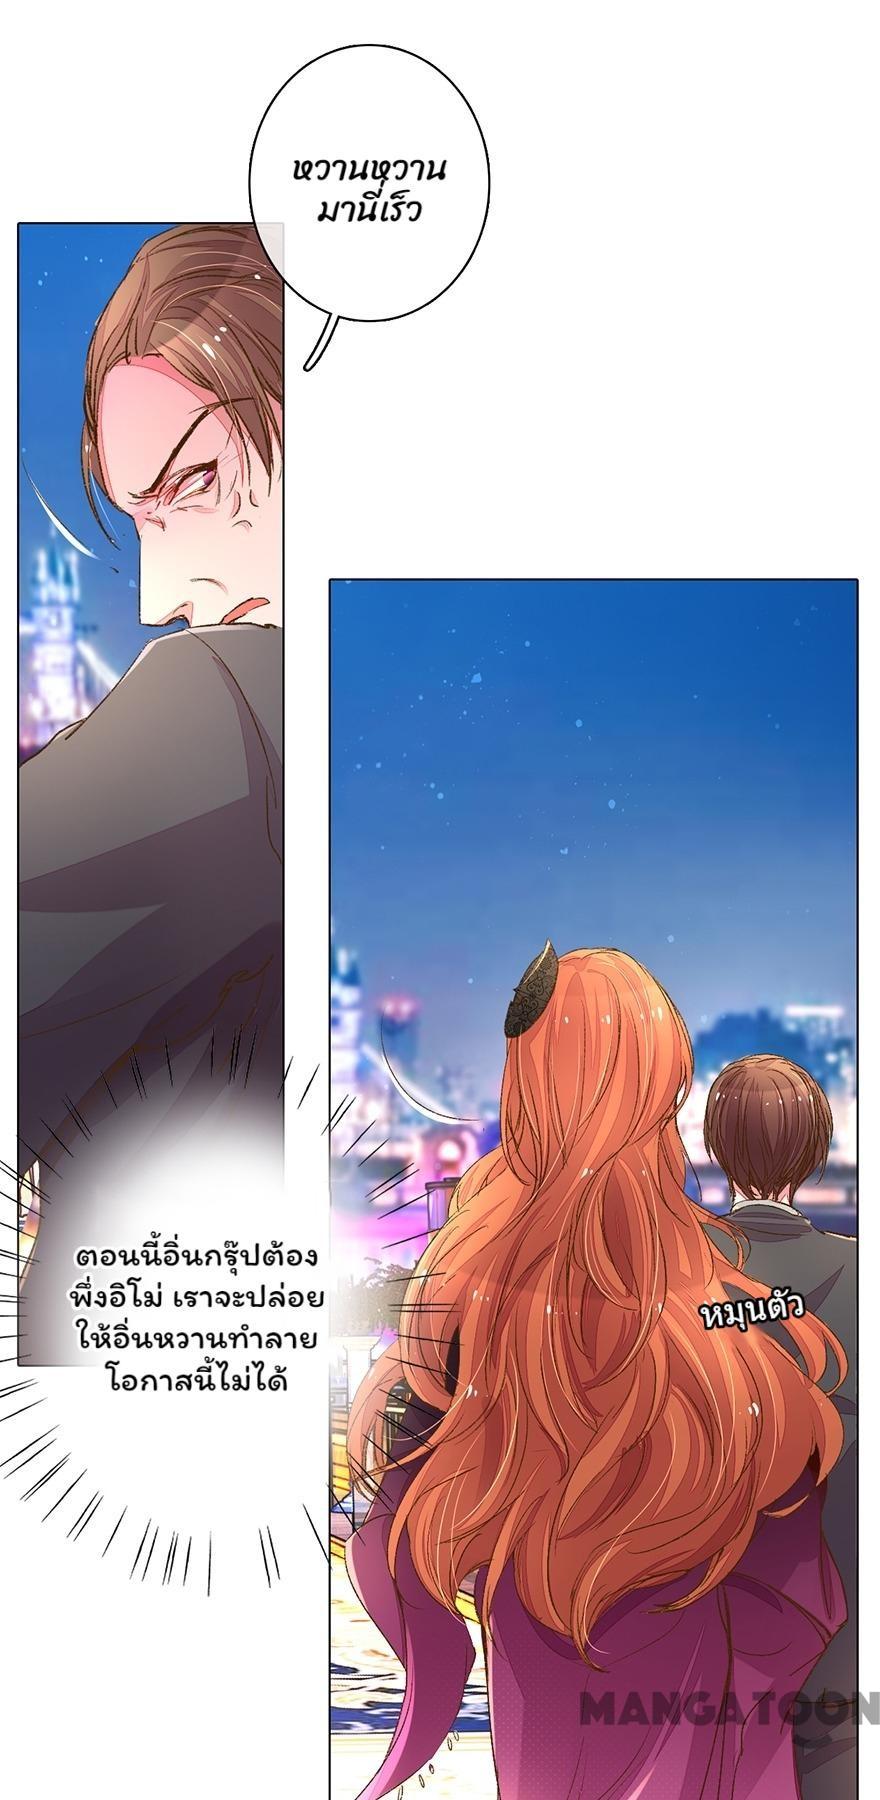 หวานหวาน
มานี่เร็ว
ตอนนี้อิ่นกรุ๊ปต้อง
พึ่งอิโม่ เราจะปล่อย
ให้อิ่นหวานทำลาย
โอกาสนี้ไม่ได้
หมุนตัว
MANGATOON